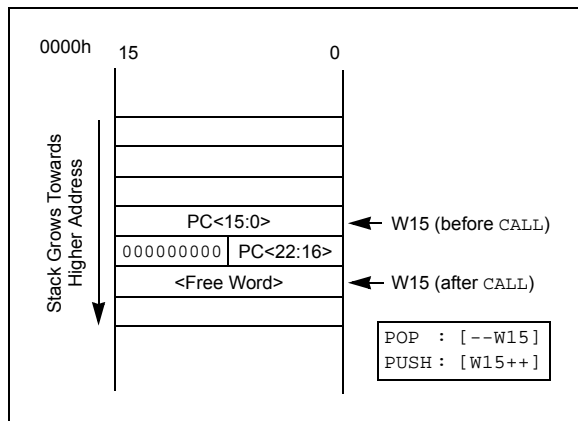 0000h
15 0
Stack Grows Towards
Higher Address
PC<15:0>
W15 (before CALL)
000000000 PC<22:16>
<Free Word>
W15 (after CALL)
POP : [--W15]
PUSH : [W15++]